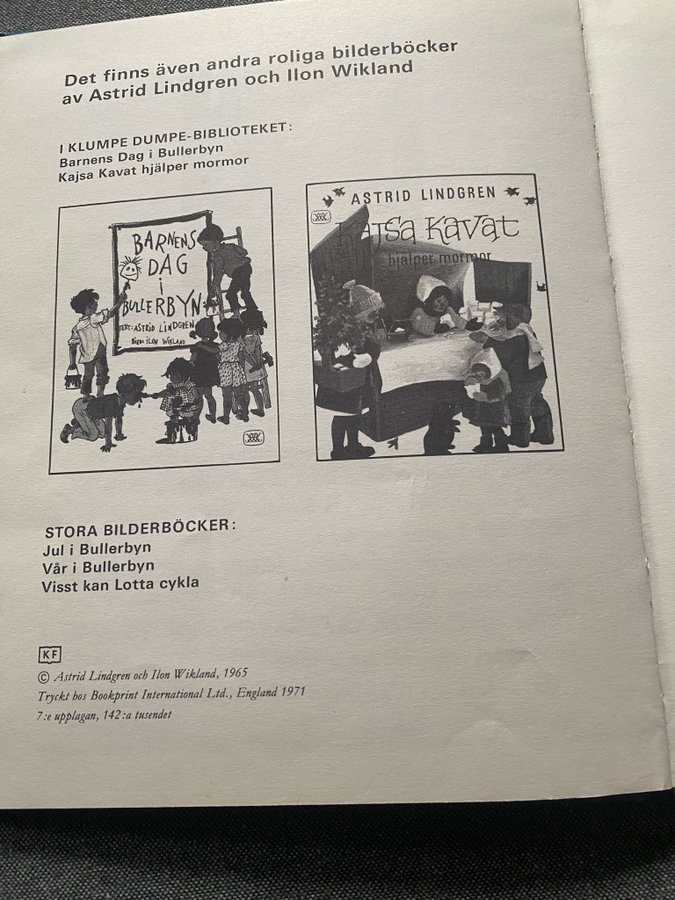 Det finns även andra roliga bilderböcker
av Astrid Lindgren och Ilon Wikland
I KLUMPE DUMPE-BIBLIOTEKET:
Barnens Dag i Bullerbyn
Kajsa Kavat hjälper mormor
BARNENS
DAG
i
BULLERBYN
TEXT: ASTRID LINDGREN
BILD: ILON WIKLAND
ASTRID LINDGREN
Kajsa Kavat
hjälper mormor
STORA BILDERBÖCKER:
Jul i Bullerbyn
Vår i Bullerbyn
Visst kan Lotta cykla
KF
© Astrid Lindgren och Ilon Wikland, 1965
Tryckt hos Bookprint International Ltd., England 1971
7:e upplagan, 142:a tusendet